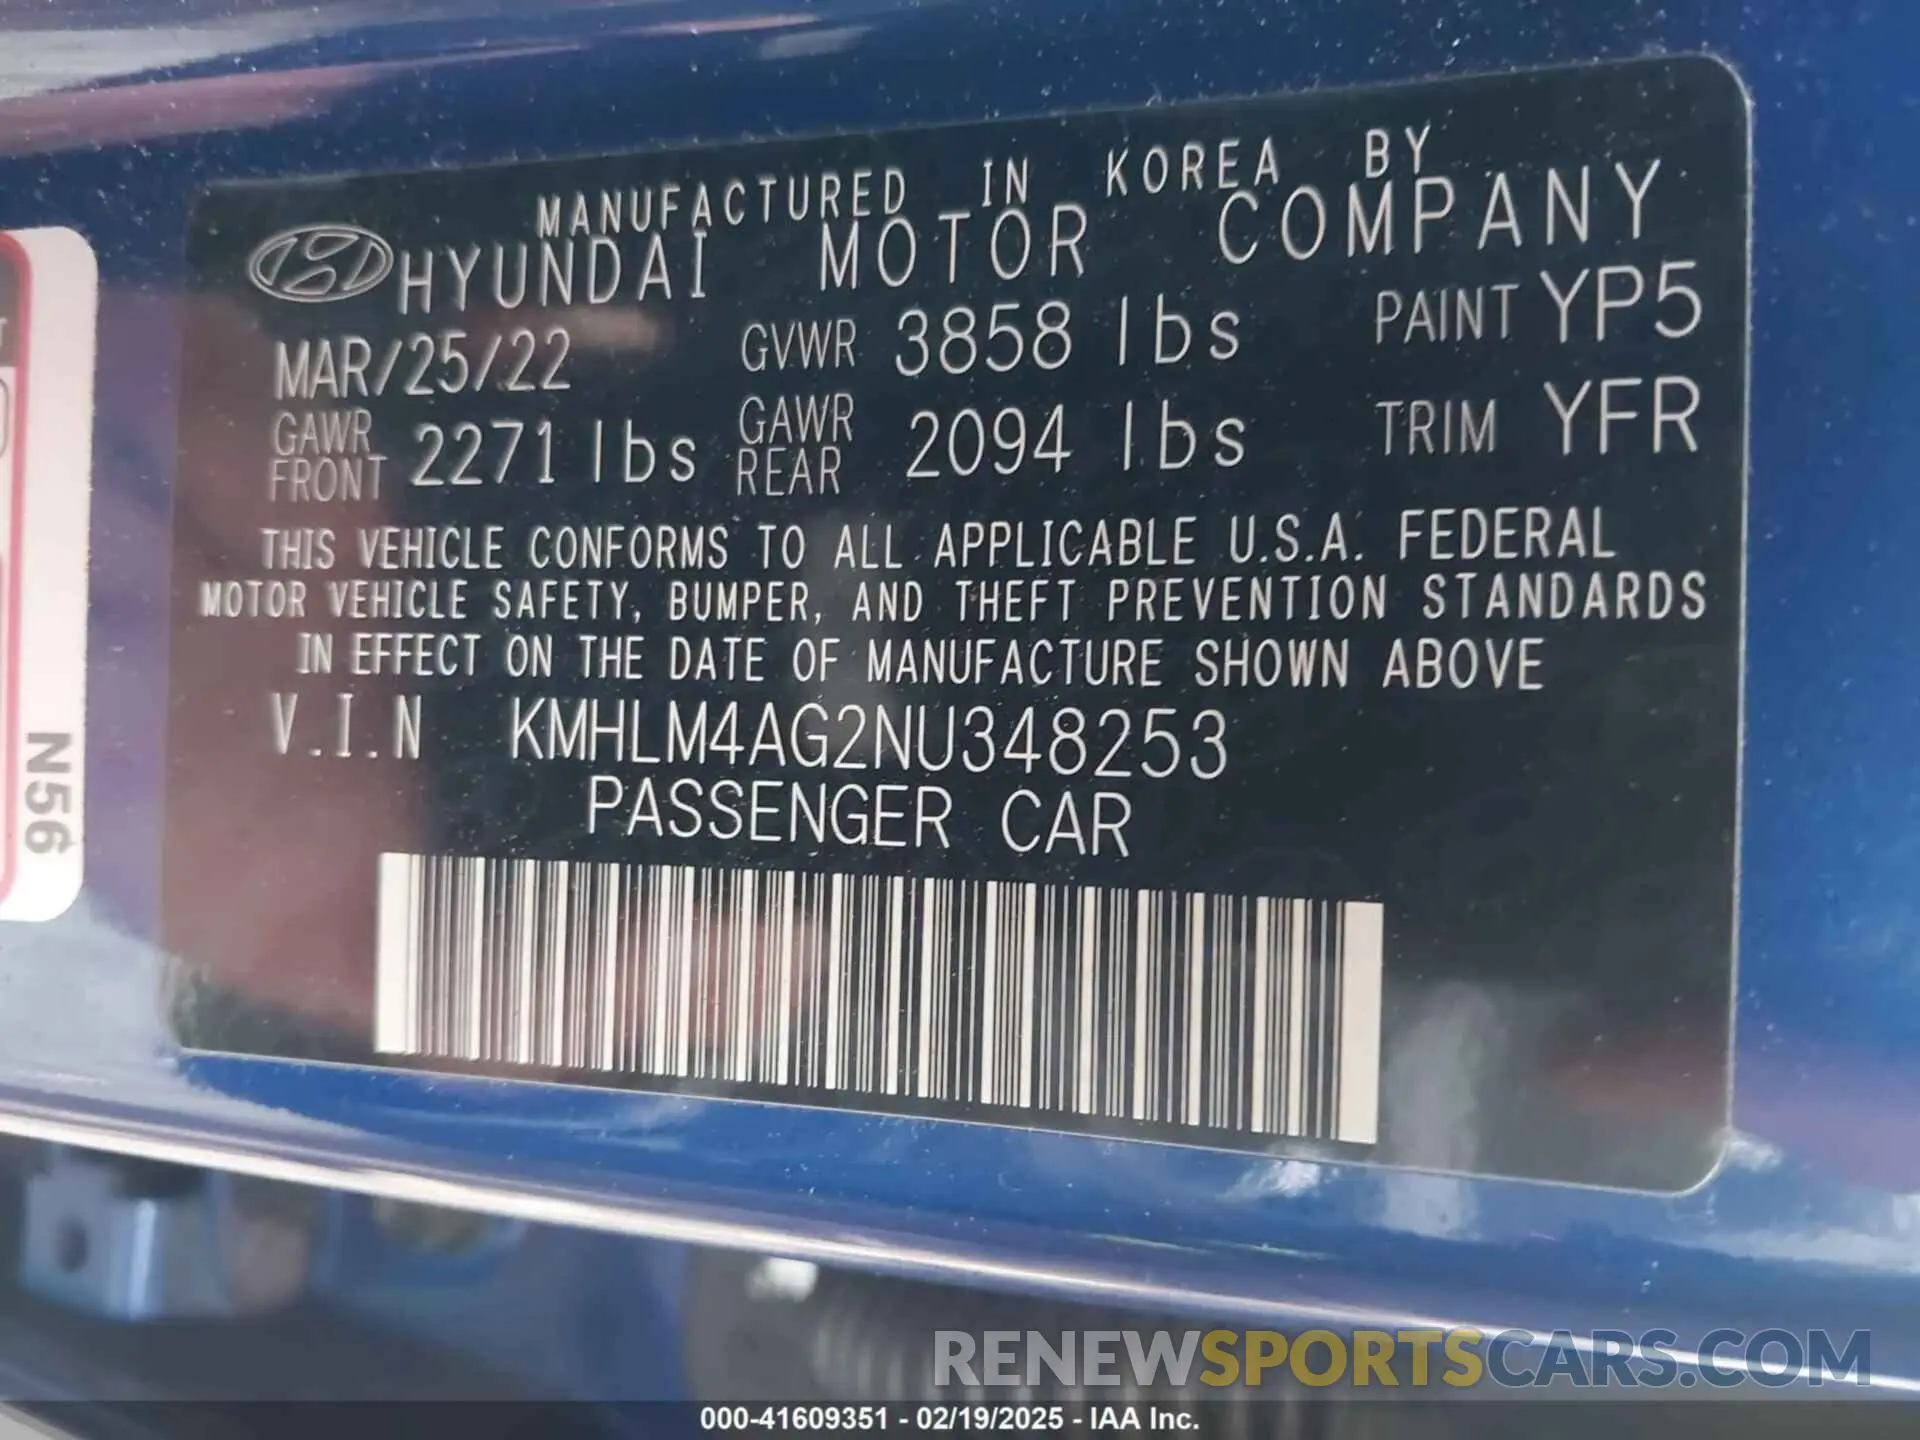 MANUFACTURED IN KOREA BY
HYUNDAI MOTOR COMPANY
MAR/25/22 GVWR 3858 lbs PAINT YP5
GAWR FRONT 2271 lbs GAWR REAR 2094 lbs TRIM YFR
THIS VEHICLE CONFORMS TO ALL APPLICABLE U.S.A. FEDERAL
MOTOR VEHICLE SAFETY, BUMPER, AND THEFT PREVENTION STANDARDS
IN EFFECT ON THE DATE OF MANUFACTURE SHOWN ABOVE
V.I.N KMHLM4AG2NU348253
PASSENGER CAR
N56
RENEWSPORTSCARS.COM
000-41609351 - 02/19/2025 - IAA Inc.